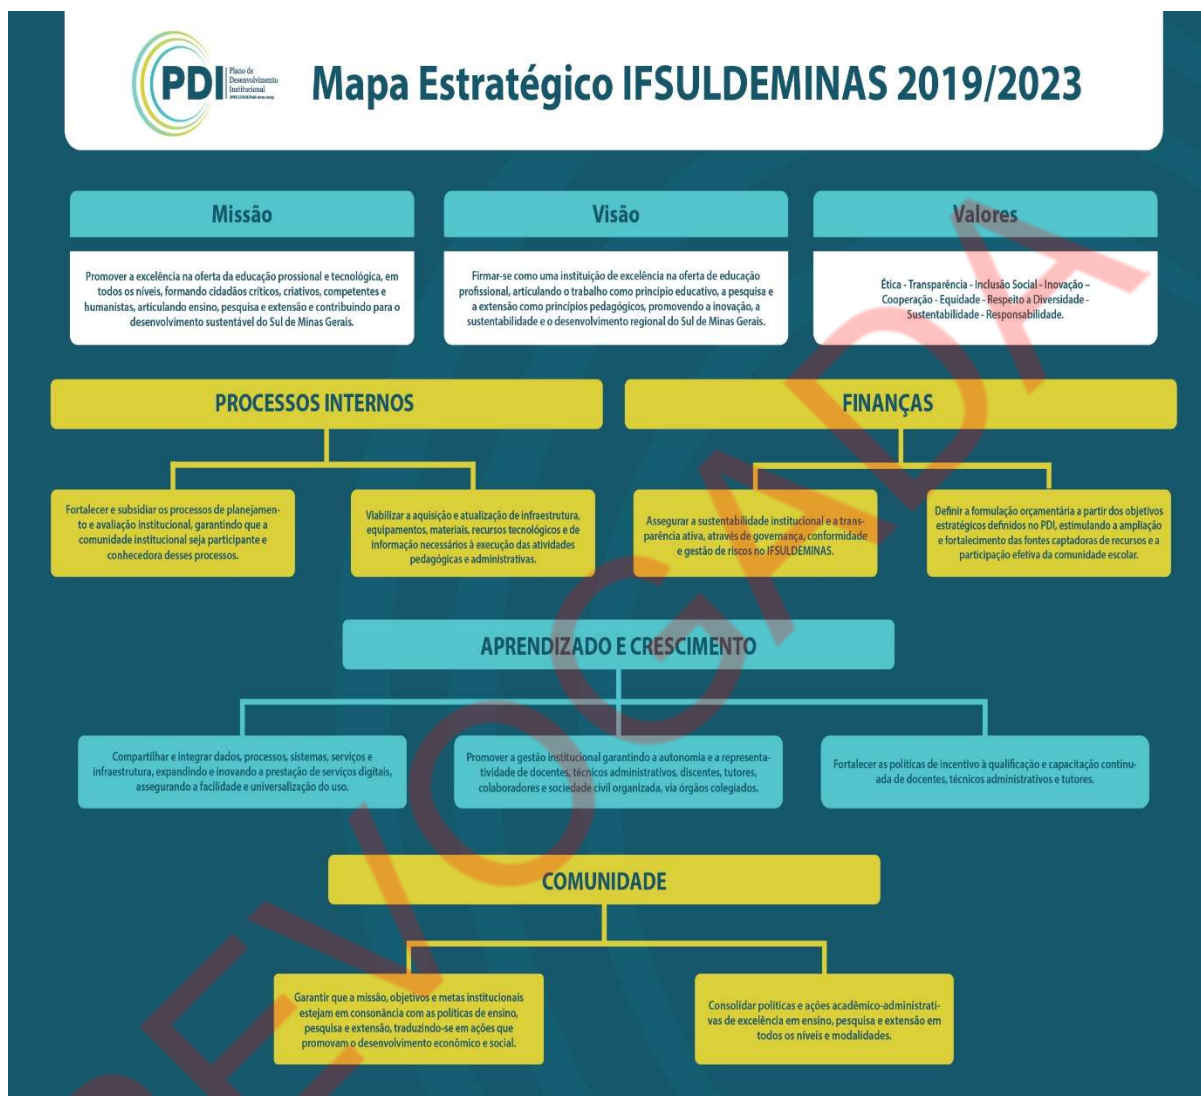 PDI
Plano de
Desenvolvimento
Institucional
IFSULDEMINAS 2019-2023
Mapa Estratégico IFSULDEMINAS 2019/2023
Missão
Promover a excelência na oferta da educação prossional e tecnológica, em
todos os níveis, formando cidadãos críticos, criativos, competentes e
humanistas, articulando ensino, pesquisa e extensão e contribuindo para o
desenvolvimento sustentável do Sul de Minas Gerais.
Visão
Firmar-se como uma instituição de excelência na oferta de educação
profissional, articulando o trabalho como princípio educativo, a pesquisa e
a extensão como princípios pedagógicos, promovendo a inovação, a
sustentabilidade e o desenvolvimento regional do Sul de Minas Gerais.
Valores
Ética - Transparência - Inclusão Social - Inovação –
Cooperação - Equidade - Respeito a Diversidade -
Sustentabilidade - Responsabilidade.
PROCESSOS INTERNOS
Fortalecer e subsidiar os processos de planejamen-
to e avaliação institucional, garantindo que a
comunidade institucional seja participante e
conhecedora desses processos.
Viabilizar a aquisição e atualização de infraestrutura,
equipamentos, materiais, recursos tecnológicos e de
informação necessários à execução das atividades
pedagógicas e administrativas.
FINANÇAS
Assegurar a sustentabilidade institucional e a trans-
parência ativa, através de governança, conformidade
e gestão de riscos no IFSULDEMINAS.
Definir a formulação orçamentária a partir dos objetivos
estratégicos definidos no PDI, estimulando a ampliação
e fortalecimento das fontes captadoras de recursos e a
participação efetiva da comunidade escolar.
APRENDIZADO E CRESCIMENTO
Compartilhar e integrar dados, processos, sistemas, serviços e
infraestrutura, expandindo e inovando a prestação de serviços digitais,
assegurando a facilidade e universalização do uso.
Promover a gestão institucional garantindo a autonomia e a representa-
tividade de docentes, técnicos administrativos, discentes, tutores,
colaboradores e sociedade civil organizada, via órgãos colegiados.
Fortalecer as políticas de incentivo à qualificação e capacitação continu-
ada de docentes, técnicos administrativos e tutores.
COMUNIDADE
Garantir que a missão, objetivos e metas institucionais
estejam em consonância com as políticas de ensino,
pesquisa e extensão, traduzindo-se em ações que
promovam o desenvolvimento econômico e social.
Consolidar políticas e ações acadêmico-administrati-
vas de excelência em ensino, pesquisa e extensão em
todos os níveis e modalidades.
REVOGADA